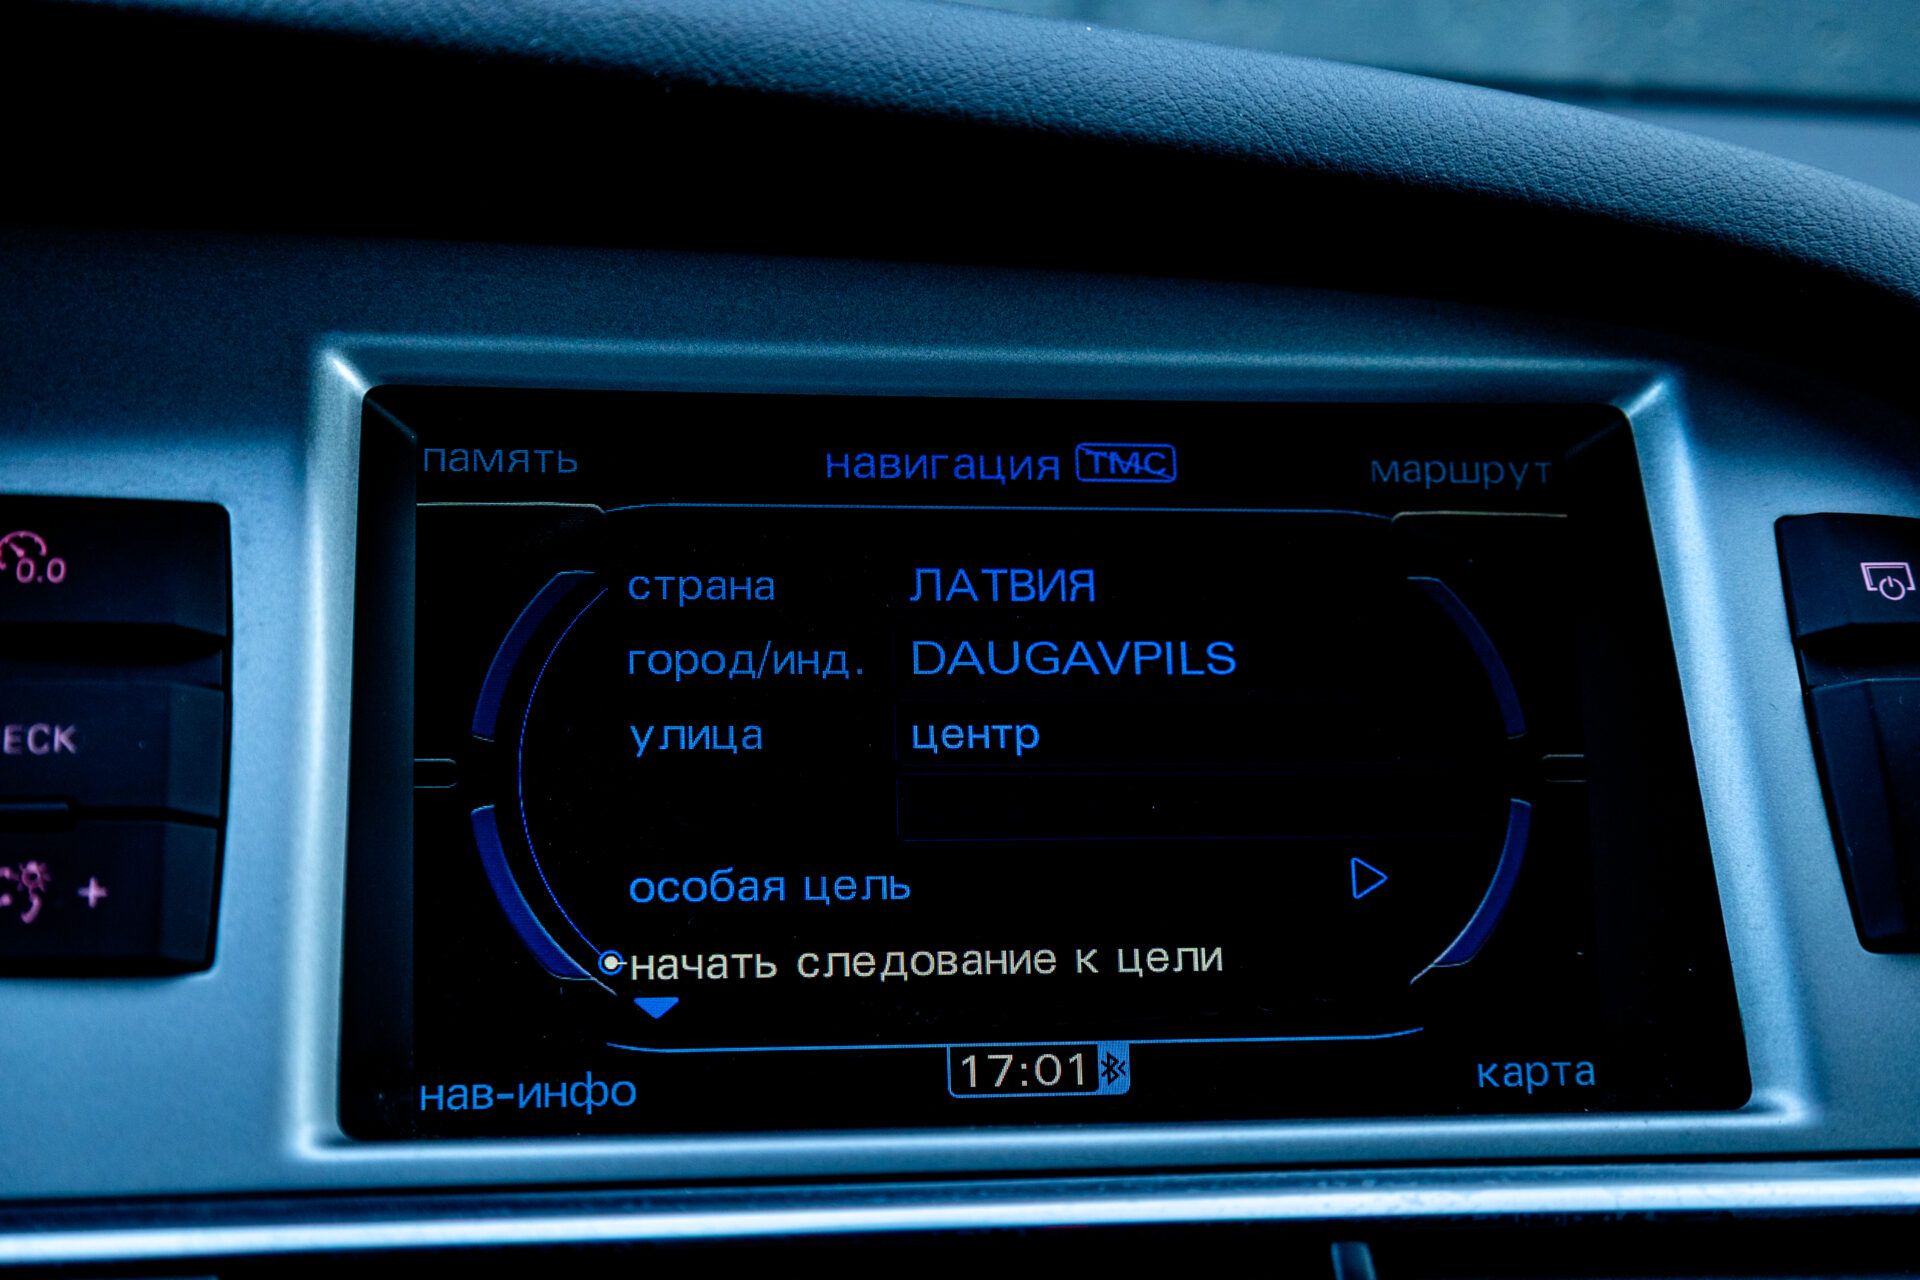 память
навигация TMC
маршрут
страна ЛАТВИЯ
город/инд. DAUGAVPILS
улица центр
особая цель
начать следование к цели
нав-инфо
17:01
карта
0.0
ECK
+